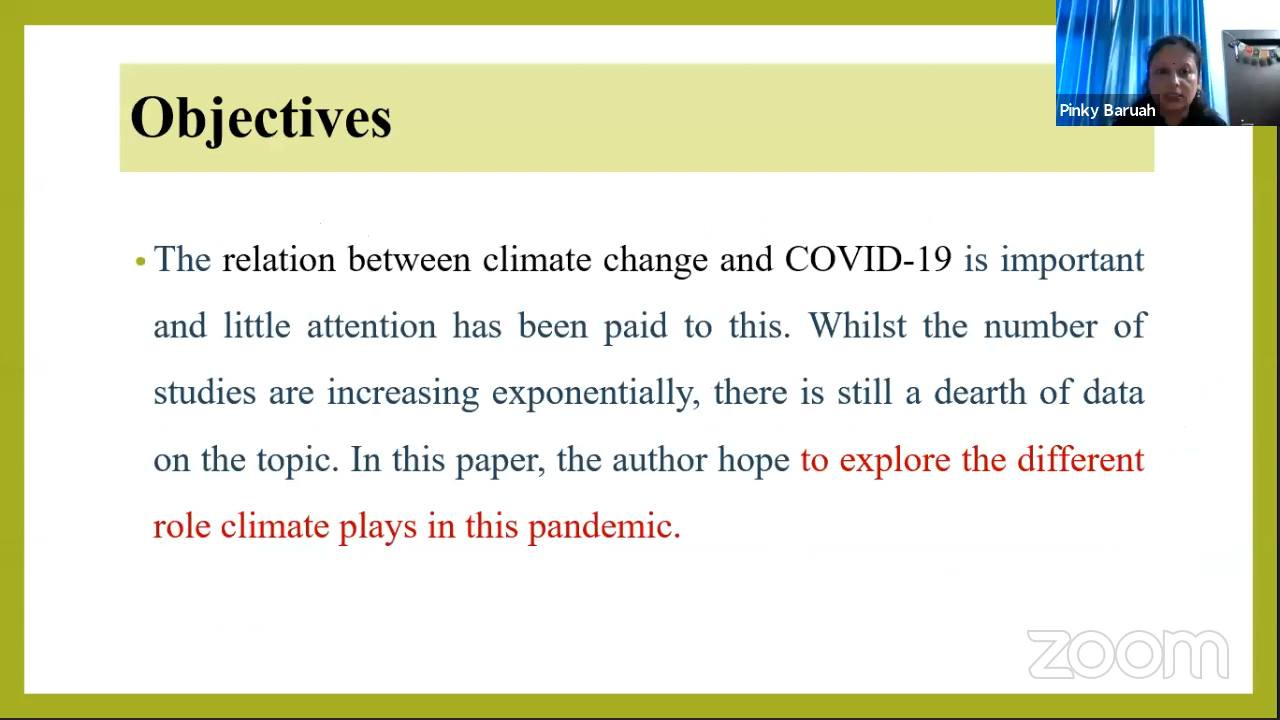 Objectives
Pinky Baruah
• The relation between climate change and COVID-19 is important
and little attention has been paid to this. Whilst the number of
studies are increasing exponentially, there is still a dearth of data
on the topic. In this paper, the author hope to explore the different
role climate plays in this pandemic.
zoom